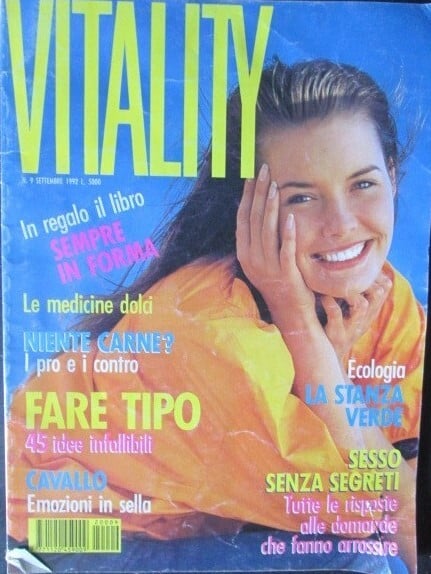 VITALITY
N. 9 SETTEMBRE 1992 L. 5000
In regalo il libro
SEMPRE
IN FORMA
Le medicine dolci
NIENTE CARNE?
I pro e i contro
FARE TIPO
45 idee infallibili
CAVALLO
Emozioni in sella
Ecologia
LA STANZA
VERDE
SESSO
SENZA SEGRETI
Tutte le risposte
alle domande
che fanno arrossire
20009